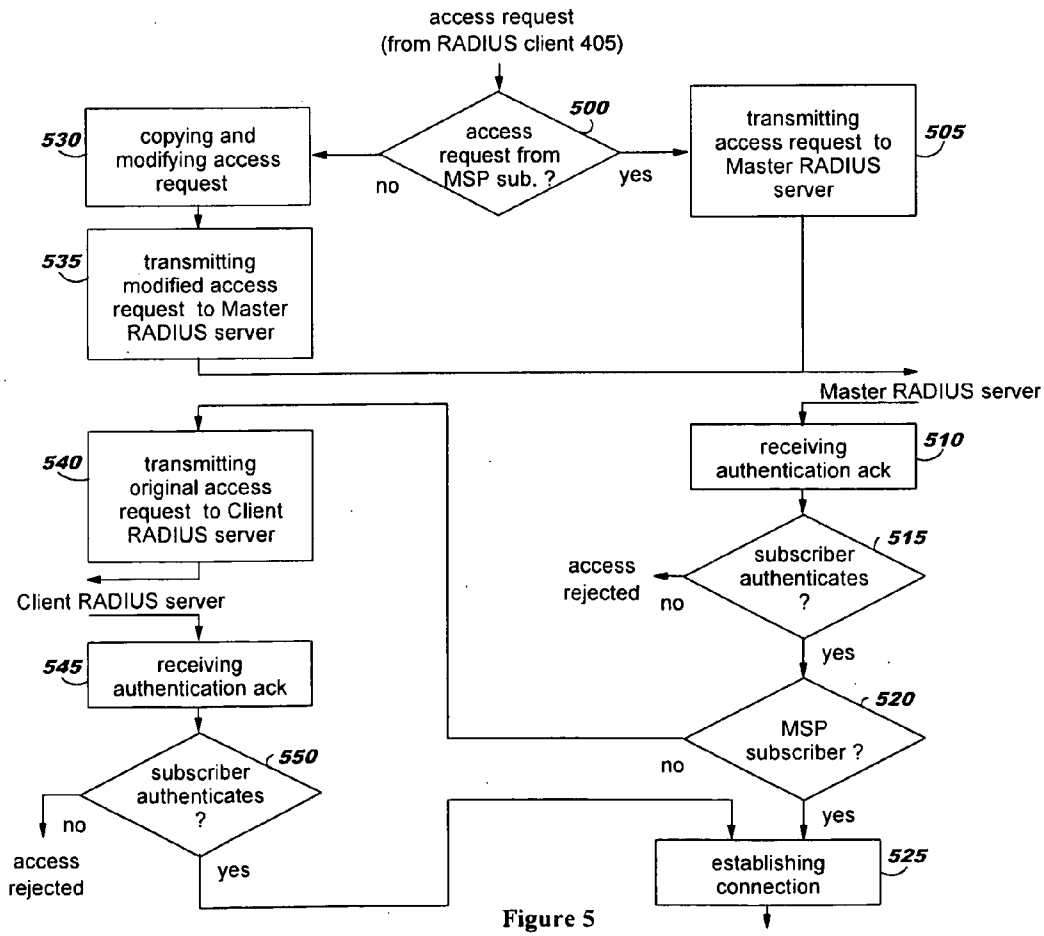 access request
(from RADIUS client 405)
500
access
request from
MSP sub. ?
no
yes
530
copying and
modifying access
request
transmitting
access request to
Master RADIUS
server
505
535
transmitting
modified access
request to Master
RADIUS server
Master RADIUS server
540
transmitting
original access
request to Client
RADIUS server
receiving
authentication ack
510
515
subscriber
authenticates
?
access
rejected
no
yes
Client RADIUS server
545
receiving
authentication ack
520
MSP
subscriber ?
no
yes
550
subscriber
authenticates
?
no
yes
access
rejected
establishing
connection
525
Figure 5